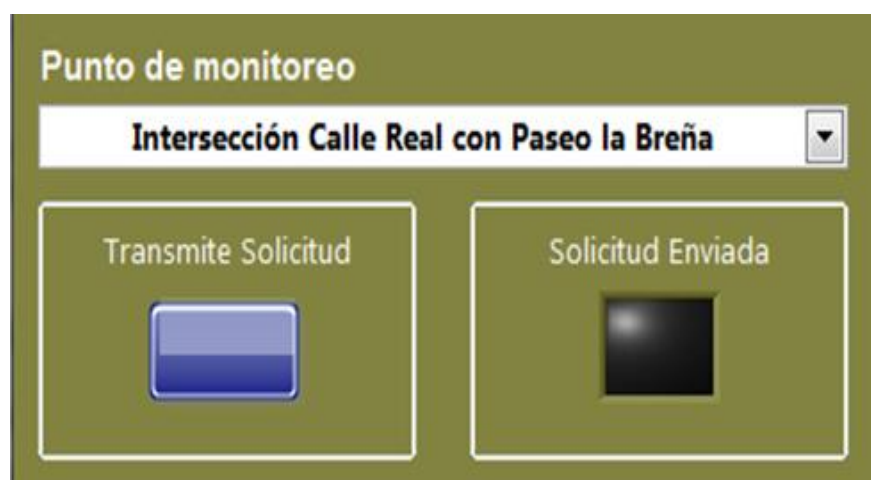 Punto de monitoreo
Intersección Calle Real con Paseo la Breña
Transmite Solicitud
Solicitud Enviada